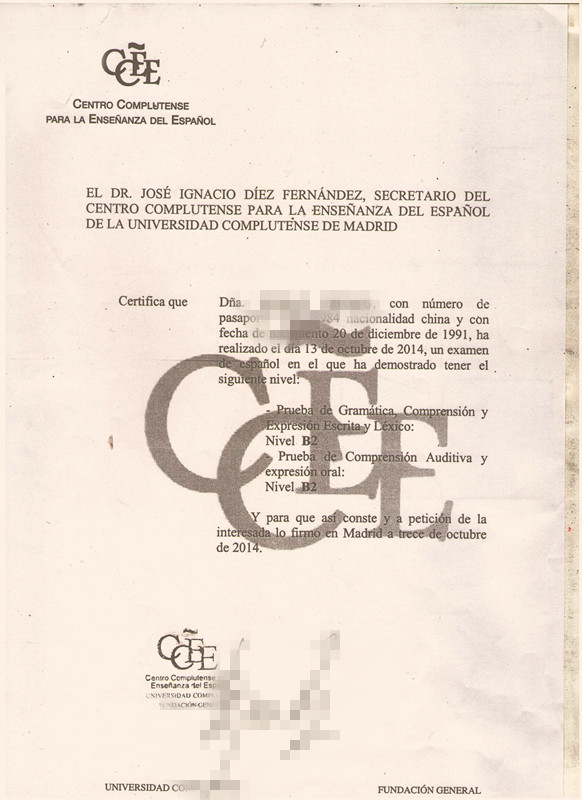 CCEE
CENTRO COMPLUTENSE
PARA LA ENSEÑANZA DEL ESPAÑOL
EL DR. JOSÉ IGNACIO DÍEZ FERNÁNDEZ, SECRETARIO DEL
CENTRO COMPLUTENSE PARA LA ENSEÑANZA DEL ESPAÑOL
DE LA UNIVERSIDAD COMPLUTENSE DE MADRID
Certifica que Dña. con número de
pasaporte 984 nacionalidad china y con
fecha de 20 de diciembre de 1991, ha
realizado el día 13 de octubre de 2014, un examen
de español en el que ha demostrado tener el
siguiente nivel:
- Prueba de Gramática, Comprensión y
Expresión Escrita y Léxico:
Nivel B2
- Prueba de Comprensión Auditiva y
expresión oral:
Nivel B2
Y para que así conste y a petición de la
interesada lo firmo en Madrid a trece de octubre
de 2014.
CCEE
CCEE
Centro Complutense
Enseñanza del
UNIVERSIDAD
FUNDACIÓN
UNIVERSIDAD
FUNDACIÓN GENERAL